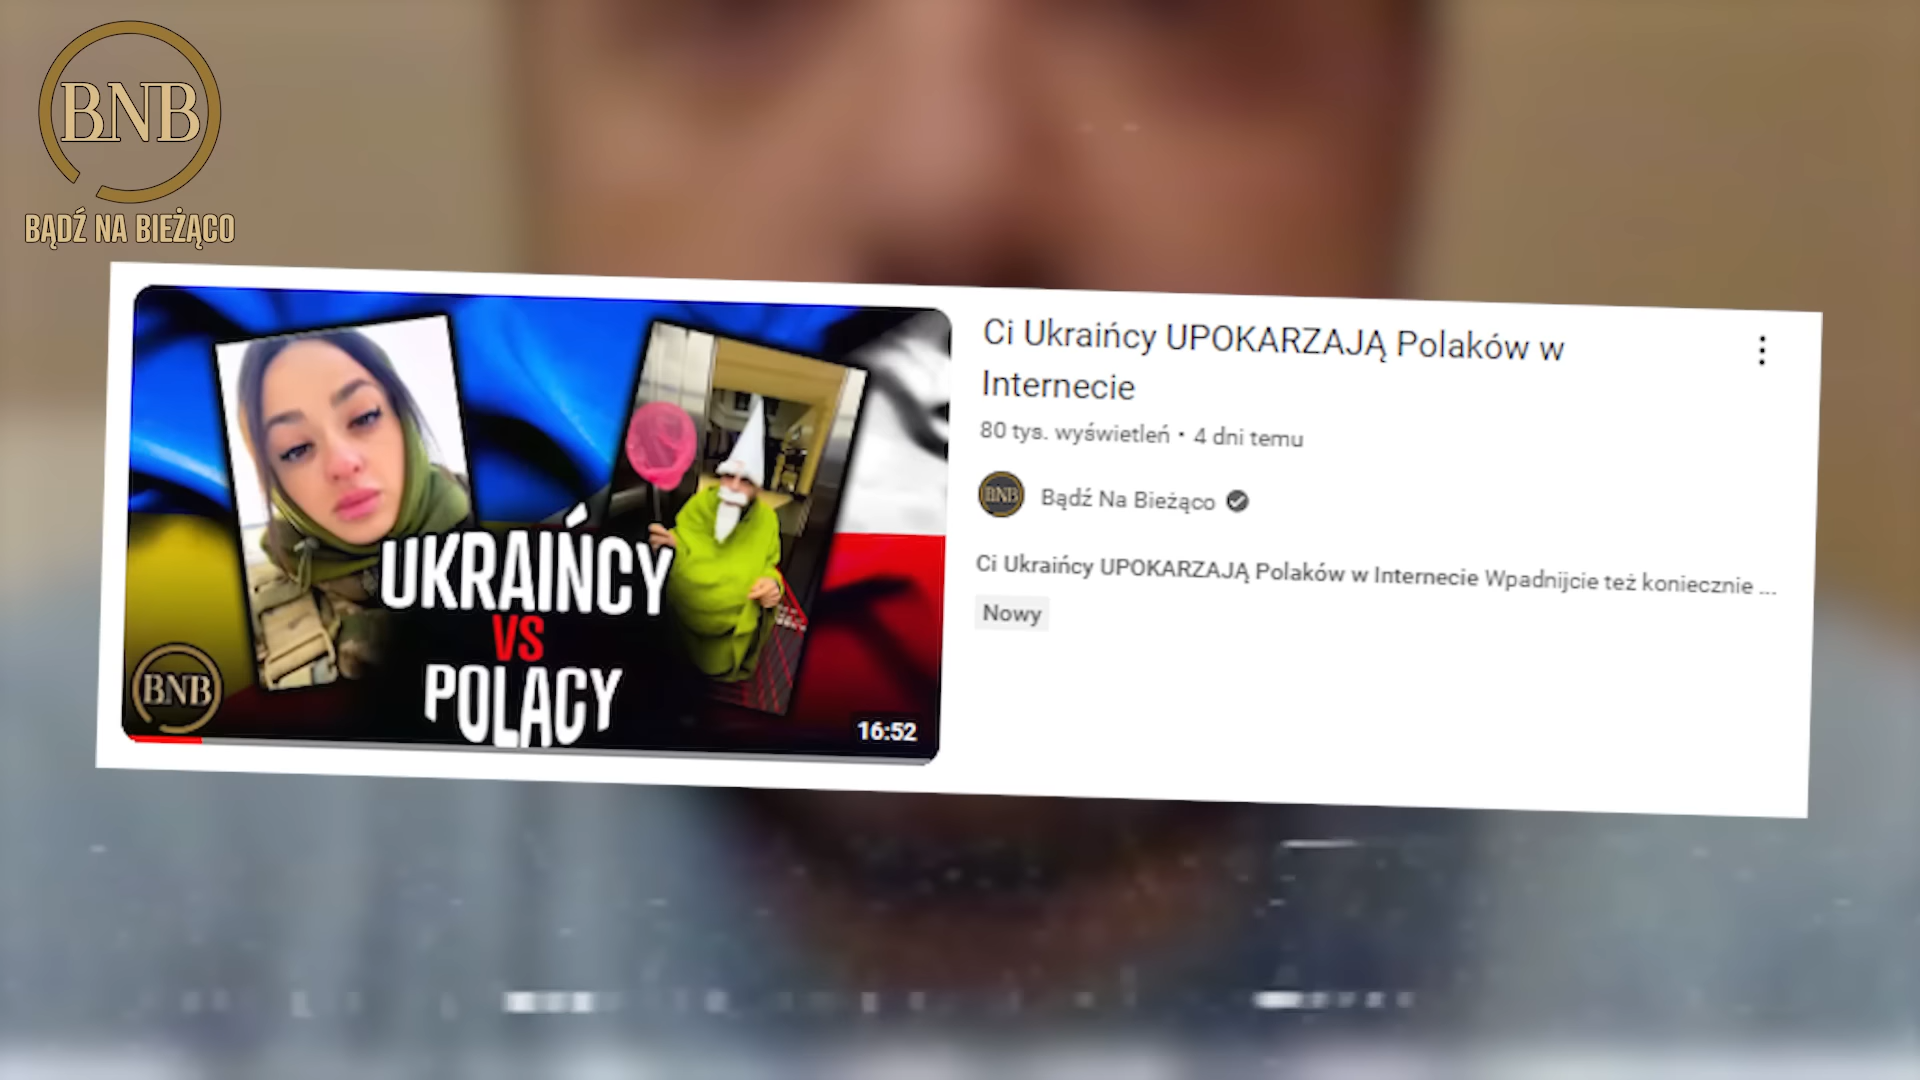 BNB
BĄDŹ NA BIEŻĄCO
Ci Ukraińcy UPOKARZAJĄ Polaków w
Internecie
80 tys. wyświetleń • 4 dni temu
BNB
Bądź Na Bieżąco
Ci Ukraińcy UPOKARZAJĄ Polaków w Internecie Wpadnijcie też koniecznie ...
Nowy
UKRAIŃCY
VS
POLACY
BNB
16:52